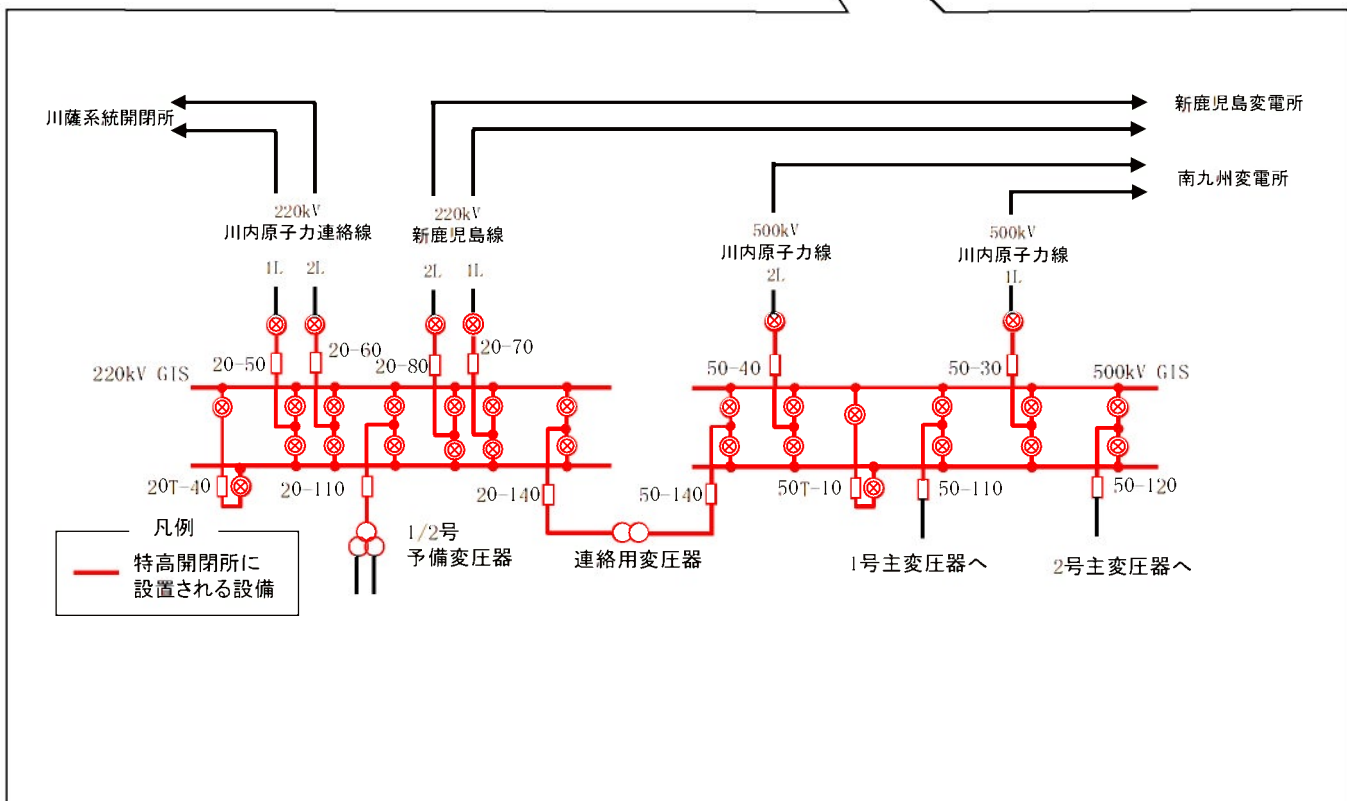 川薩系統開閉所
新鹿児島変電所
南九州変電所
220kV
川内原子力連絡線
1L 2L
220kV
新鹿児島線
2L 1L
500kV
川内原子力線
2L
500kV
川内原子力線
1L
220kV GIS
20-50
20-60
20-80
20-70
50-40
50-30
500kV GIS
20T-40
20-110
20-140
50-140
50T-10
50-110
50-120
1/2号
予備変圧器
連絡用変圧器
1号主変圧器へ
2号主変圧器へ
凡例
特高開閉所に
設置される設備